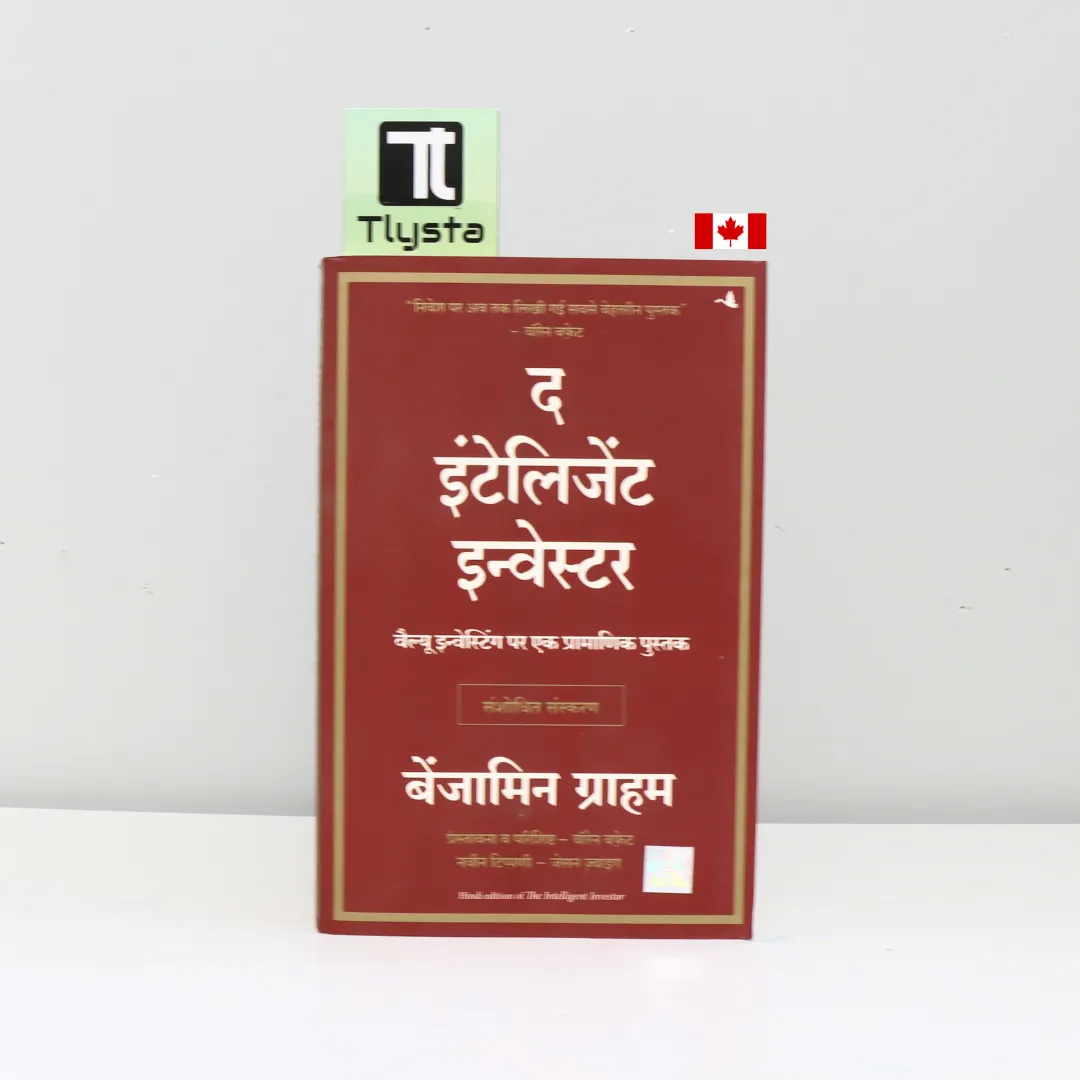 Tt
Tlysta
"निवेश पर अब तक लिखी गई सबसे बेहतरीन पुस्तक"
– वॉरेन बफ़ेट
द
इंटेलिजेंट
इन्वेस्टर
वैल्यू इन्वेस्टिंग पर एक प्रामाणिक पुस्तक
संशोधित संस्करण
बेंजामिन ग्राहम
प्रस्तावना व परिशिष्ट – वॉरेन बफ़ेट
नवीन टिप्पणी – जेसन ज़्वाइग
Hindi edition of The Intelligent Investor